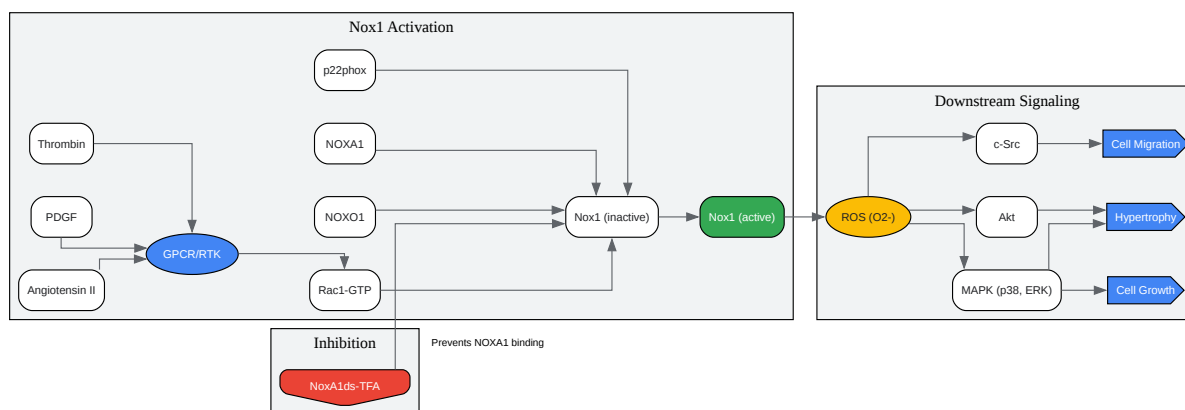 Nox1 Activation
p22phox
Thrombin
NOXA1
PDGF
NOXO1
Nox1 (inactive)
Nox1 (active)
GPCR/RTK
Angiotensin II
Rac1-GTP
Downstream Signaling
c-Src
Cell Migration
ROS (O2-)
Akt
Hypertrophy
MAPK (p38, ERK)
Cell Growth
Inhibition
Prevents NOXA1 binding
NoxA1ds-TFA